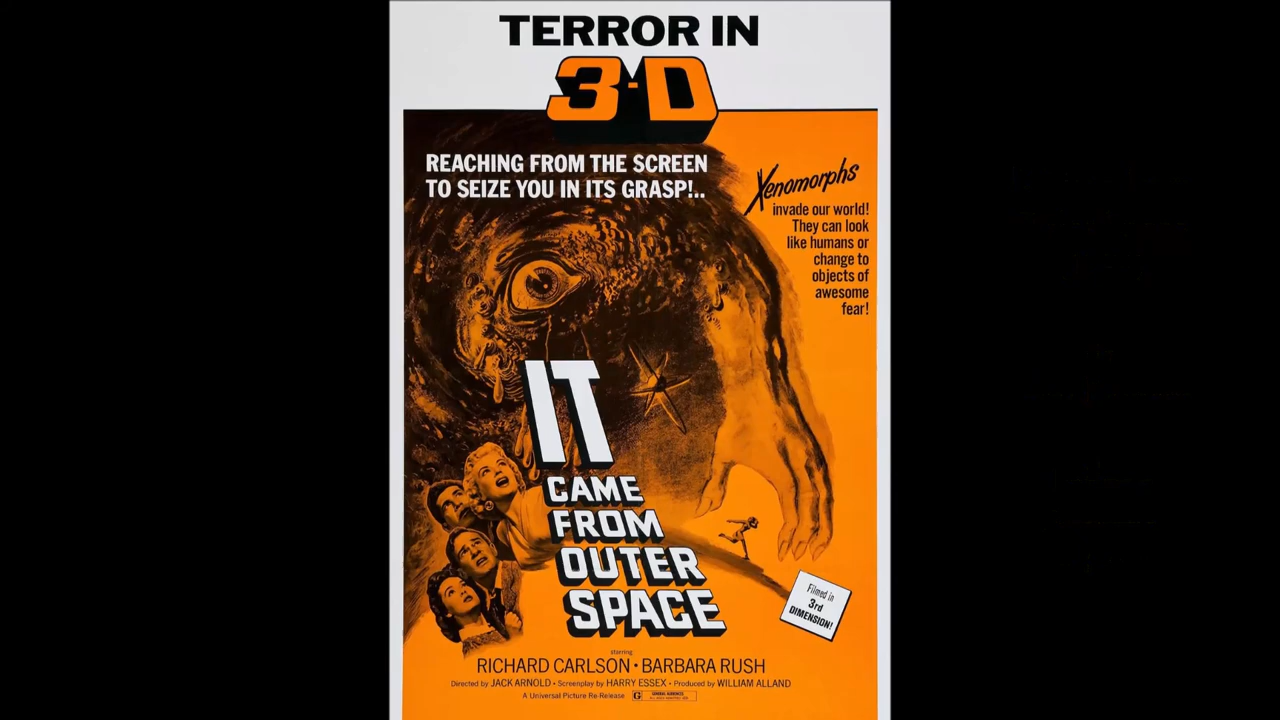 TERROR IN
3-D
REACHING FROM THE SCREEN
TO SEIZE YOU IN ITS GRASP!..
Xenomorphs
invade our world!
They can look
like humans or
change to
objects of
awesome
fear!
IT
CAME
FROM
OUTER
SPACE
Filmed in
3rd
DIMENSION!
starring
RICHARD CARLSON • BARBARA RUSH
Directed by JACK ARNOLD • Screenplay by HARRY ESSEX • Produced by WILLIAM ALLAND
A Universal Picture Re-Release
G GENERAL AUDIENCES